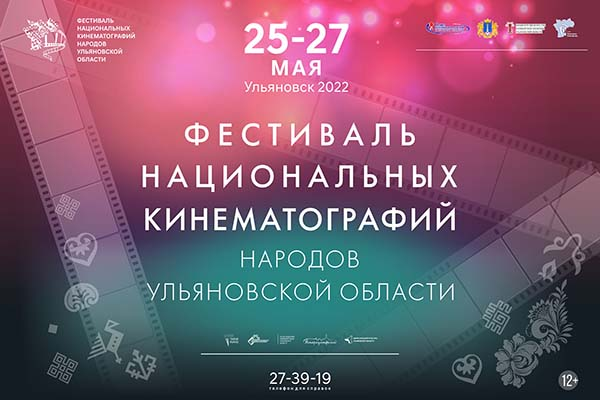 ФЕСТИВАЛЬ
НАЦИОНАЛЬНЫХ
КИНЕМАТОГРАФИЙ
НАРОДОВ
УЛЬЯНОВСКОЙ
ОБЛАСТИ
25-27
МАЯ
Ульяновск 2022
ФЕСТИВАЛЬ
НАЦИОНАЛЬНЫХ
КИНЕМАТОГРАФИЙ
НАРОДОВ
УЛЬЯНОВСКОЙ ОБЛАСТИ
27-39-19
телефон для справок
12+